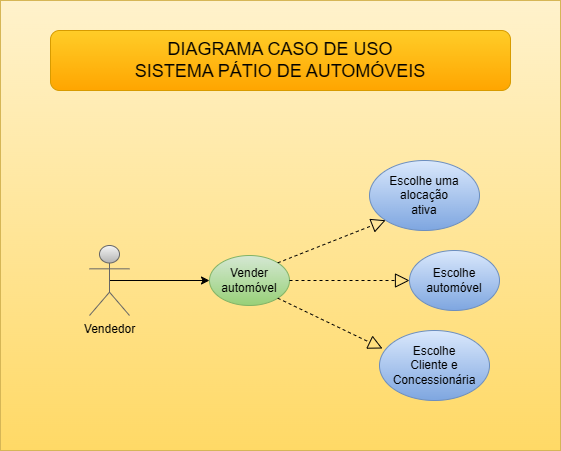 DIAGRAMA CASO DE USO
SISTEMA PÁTIO DE AUTOMÓVEIS
Escolhe uma
alocação
ativa
Vender
automóvel
Escolhe
automóvel
Vendedor
Escolhe
Cliente e
Concessionária